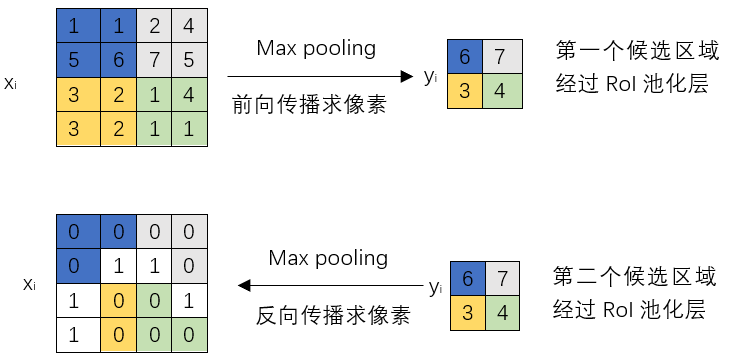 1 1 2 4
5 6 7 5
3 2 1 4
3 2 1 1
xi
Max pooling
前向传播求像素
yi
6 7
3 4
第一个候选区域
经过 RoI 池化层
0 0 0 0
0 1 1 0
1 0 0 1
1 0 0 0
xi
Max pooling
反向传播求像素
yi
6 7
3 4
第二个候选区域
经过 RoI 池化层